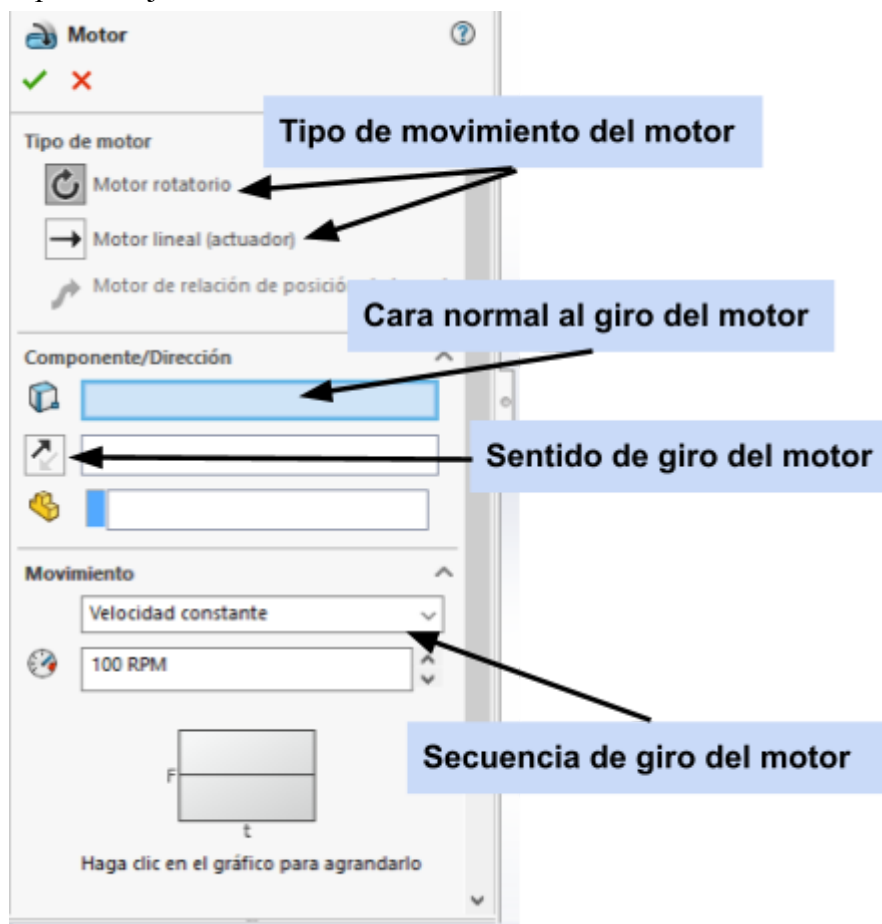 Motor
Tipo de movimiento del motor
Tipo de motor
Motor rotatorio
Motor lineal (actuador)
Motor de relación de posición
Cara normal al giro del motor
Componente/Dirección
Sentido de giro del motor
Movimiento
Velocidad constante
100 RPM
Secuencia de giro del motor
F
t
Haga clic en el gráfico para agrandarlo